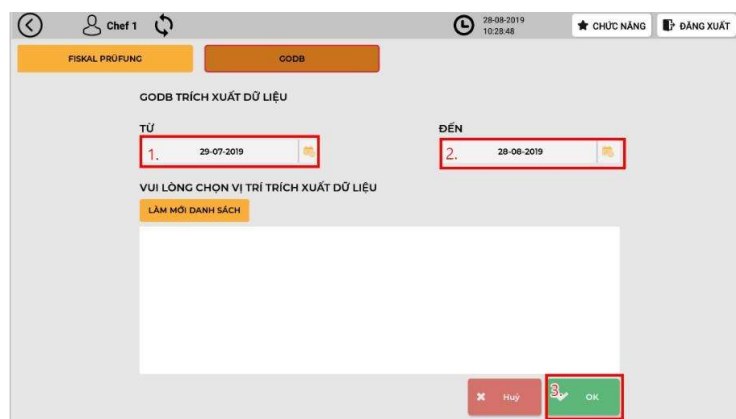 Chef 1
28-08-2019
10:28:48
CHỨC NĂNG
ĐĂNG XUẤT
FISKAL PRÜFUNG
GODB
GODB TRÍCH XUẤT DỮ LIỆU
TỪ
ĐẾN
1. 29-07-2019
2. 28-08-2019
VUI LÒNG CHỌN VỊ TRÍ TRÍCH XUẤT DỮ LIỆU
LÀM MỚI DANH SÁCH
Huỷ
3. OK